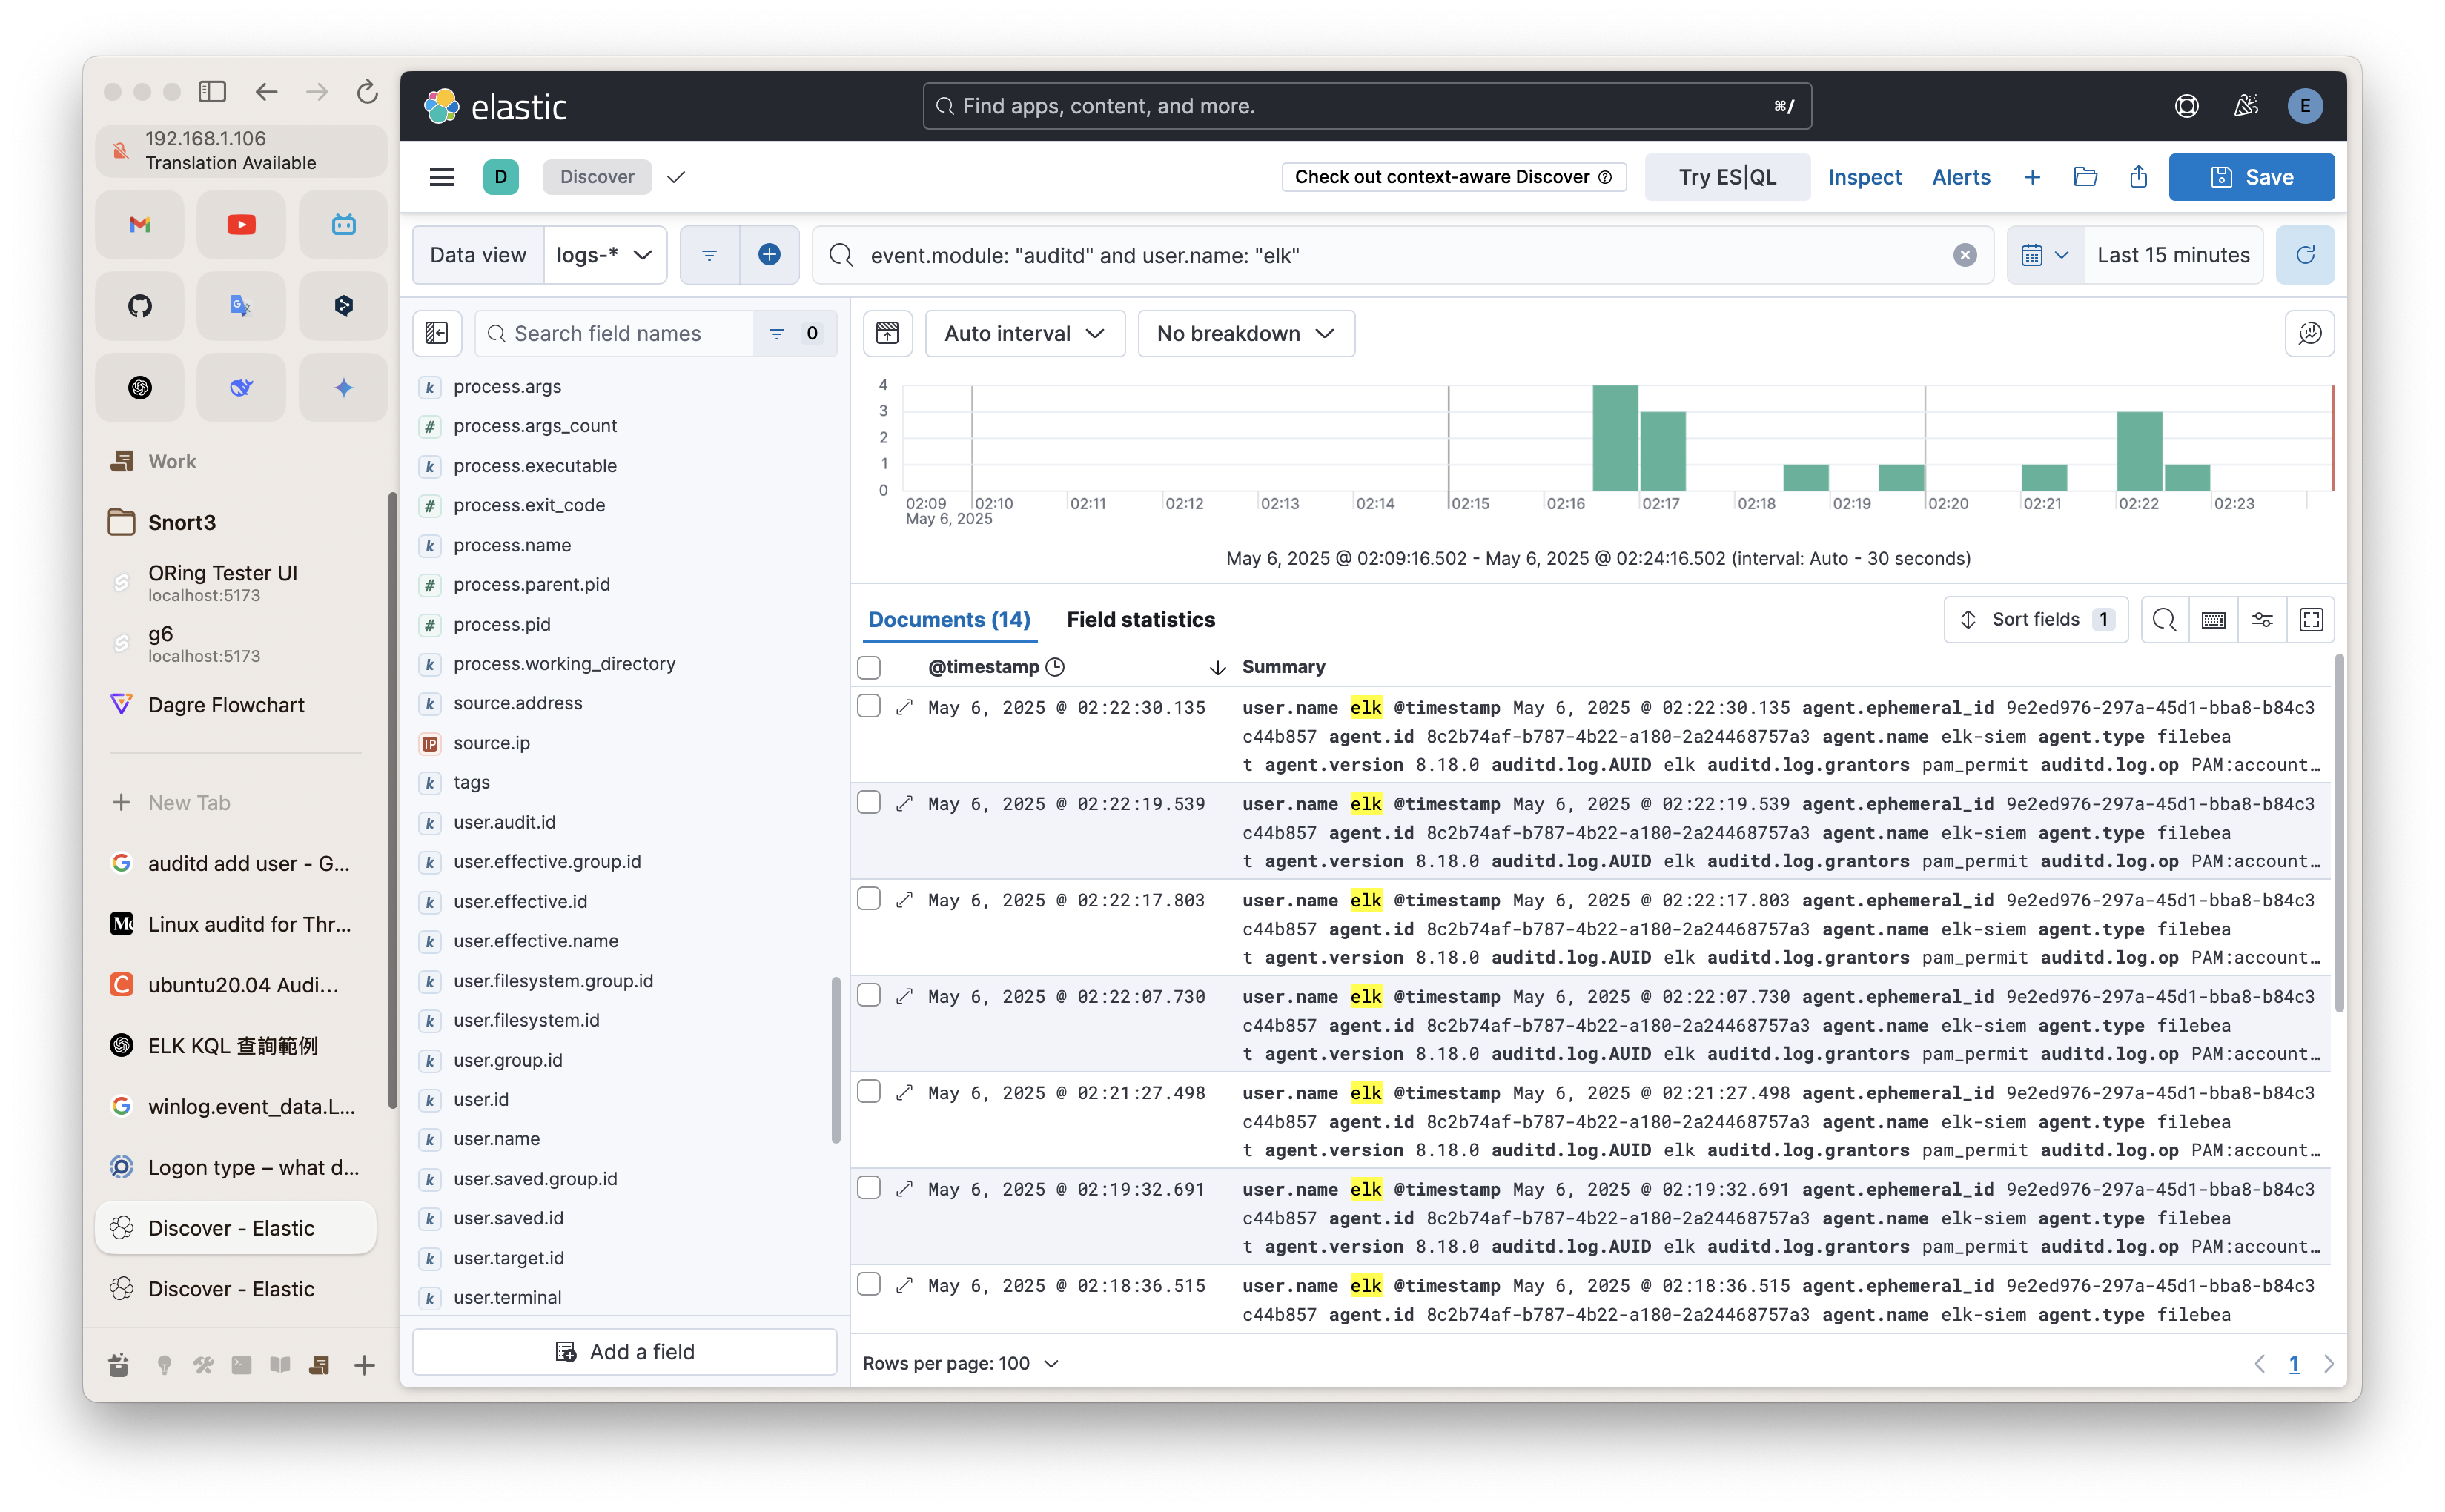 192.168.1.106
Translation Available
Work
Snort3
ORing Tester UI
localhost:5173
g6
localhost:5173
Dagre Flowchart
New Tab
auditd add user - G...
Linux auditd for Thr...
ubuntu20.04 Audi...
ELK KQL 查詢範例
winlog.event_data.L...
Logon type – what d...
Discover - Elastic
Discover - Elastic
elastic
Find apps, content, and more.
⌘/
E
D
Discover
Check out context-aware Discover
Try ES|QL
Inspect
Alerts
Save
Data view
logs-*
event.module: "auditd" and user.name: "elk"
Last 15 minutes
Search field names
0
k process.args
# process.args_count
k process.executable
# process.exit_code
k process.name
# process.parent.pid
# process.pid
k process.working_directory
k source.address
IP source.ip
k tags
k user.audit.id
k user.effective.group.id
k user.effective.id
k user.effective.name
k user.filesystem.group.id
k user.filesystem.id
k user.group.id
k user.id
k user.name
k user.saved.group.id
k user.saved.id
k user.target.id
k user.terminal
Add a field
Auto interval
No breakdown
4
3
2
1
0
02:09 02:10 02:11 02:12 02:13 02:14 02:15 02:16 02:17 02:18 02:19 02:20 02:21 02:22 02:23
May 6, 2025
May 6, 2025 @ 02:09:16.502 - May 6, 2025 @ 02:24:16.502 (interval: Auto - 30 seconds)
Documents (14)
Field statistics
Sort fields 1
@timestamp
Summary
May 6, 2025 @ 02:22:30.135 user.name elk @timestamp May 6, 2025 @ 02:22:30.135 agent.ephemeral_id 9e2ed976-297a-45d1-bba8-b84c3
c44b857 agent.id 8c2b74af-b787-4b22-a180-2a24468757a3 agent.name elk-siem agent.type filebea
t agent.version 8.18.0 auditd.log.AUID elk auditd.log.grantors pam_permit auditd.log.op PAM:account…
May 6, 2025 @ 02:22:19.539 user.name elk @timestamp May 6, 2025 @ 02:22:19.539 agent.ephemeral_id 9e2ed976-297a-45d1-bba8-b84c3
c44b857 agent.id 8c2b74af-b787-4b22-a180-2a24468757a3 agent.name elk-siem agent.type filebea
t agent.version 8.18.0 auditd.log.AUID elk auditd.log.grantors pam_permit auditd.log.op PAM:account…
May 6, 2025 @ 02:22:17.803 user.name elk @timestamp May 6, 2025 @ 02:22:17.803 agent.ephemeral_id 9e2ed976-297a-45d1-bba8-b84c3
c44b857 agent.id 8c2b74af-b787-4b22-a180-2a24468757a3 agent.name elk-siem agent.type filebea
t agent.version 8.18.0 auditd.log.AUID elk auditd.log.grantors pam_permit auditd.log.op PAM:account…
May 6, 2025 @ 02:22:07.730 user.name elk @timestamp May 6, 2025 @ 02:22:07.730 agent.ephemeral_id 9e2ed976-297a-45d1-bba8-b84c3
c44b857 agent.id 8c2b74af-b787-4b22-a180-2a24468757a3 agent.name elk-siem agent.type filebea
t agent.version 8.18.0 auditd.log.AUID elk auditd.log.grantors pam_permit auditd.log.op PAM:account…
May 6, 2025 @ 02:21:27.498 user.name elk @timestamp May 6, 2025 @ 02:21:27.498 agent.ephemeral_id 9e2ed976-297a-45d1-bba8-b84c3
c44b857 agent.id 8c2b74af-b787-4b22-a180-2a24468757a3 agent.name elk-siem agent.type filebea
t agent.version 8.18.0 auditd.log.AUID elk auditd.log.grantors pam_permit auditd.log.op PAM:account…
May 6, 2025 @ 02:19:32.691 user.name elk @timestamp May 6, 2025 @ 02:19:32.691 agent.ephemeral_id 9e2ed976-297a-45d1-bba8-b84c3
c44b857 agent.id 8c2b74af-b787-4b22-a180-2a24468757a3 agent.name elk-siem agent.type filebea
t agent.version 8.18.0 auditd.log.AUID elk auditd.log.grantors pam_permit auditd.log.op PAM:account…
May 6, 2025 @ 02:18:36.515 user.name elk @timestamp May 6, 2025 @ 02:18:36.515 agent.ephemeral_id 9e2ed976-297a-45d1-bba8-b84c3
c44b857 agent.id 8c2b74af-b787-4b22-a180-2a24468757a3 agent.name elk-siem agent.type filebea
Rows per page: 100
1